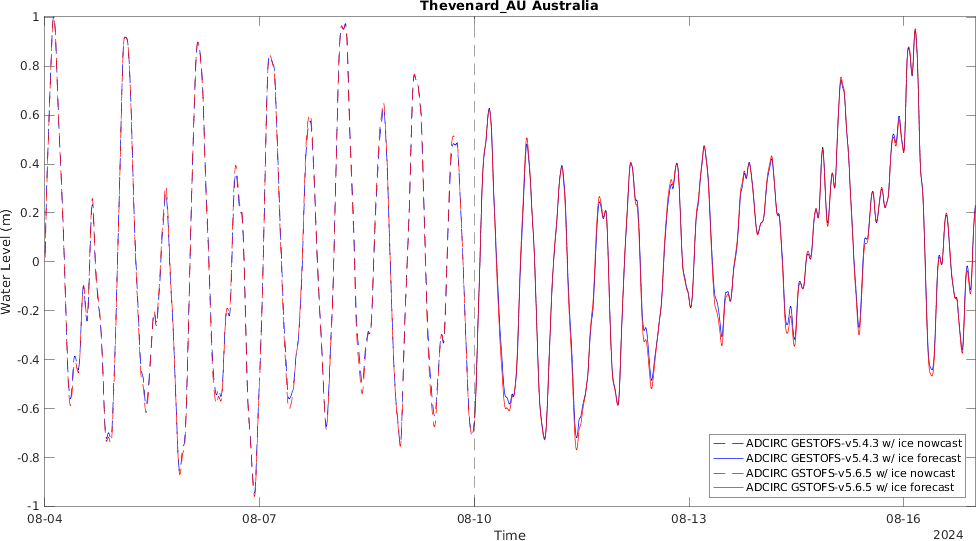 Thevenard_AU Australia
1
0.8
0.6
0.4
0.2
0
-0.2
-0.4
-0.6
-0.8
-1
Water Level (m)
08-04 08-07 08-10 08-13 08-16
Time
2024
ADCIRC GESTOFS-v5.4.3 w/ ice nowcast
ADCIRC GESTOFS-v5.4.3 w/ ice forecast
ADCIRC GSTOFS-v5.6.5 w/ ice nowcast
ADCIRC GSTOFS-v5.6.5 w/ ice forecast